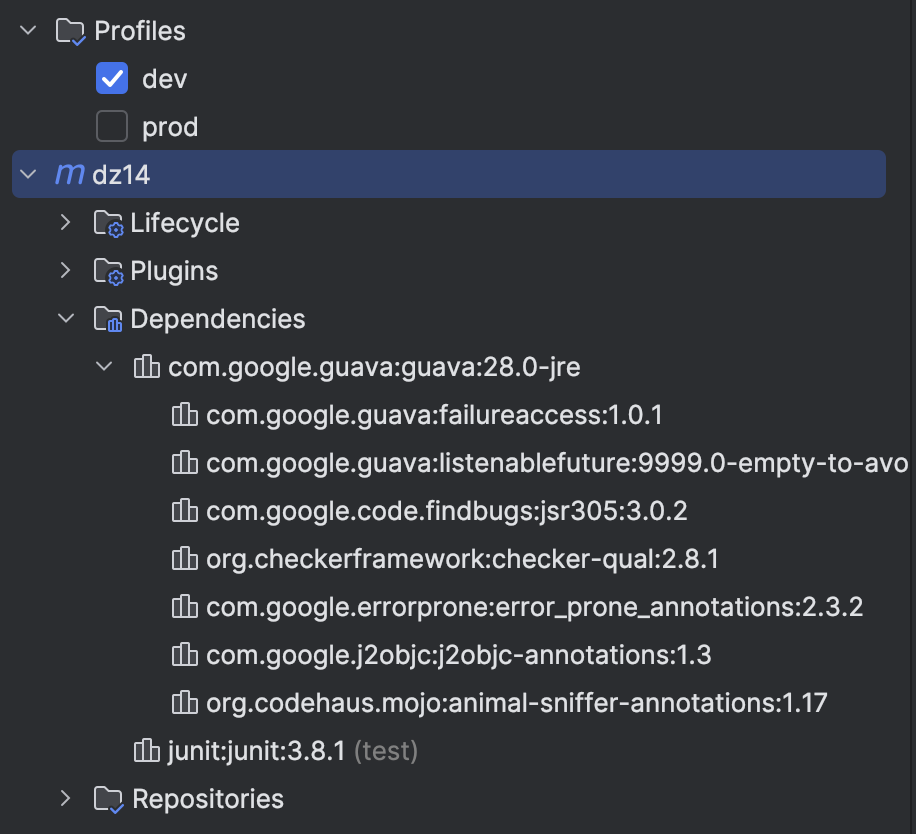 Profiles
dev
prod
m dz14
Lifecycle
Plugins
Dependencies
com.google.guava:guava:28.0-jre
com.google.guava:failureaccess:1.0.1
com.google.guava:listenablefuture:9999.0-empty-to-avo
com.google.code.findbugs:jsr305:3.0.2
org.checkerframework:checker-qual:2.8.1
com.google.errorprone:error_prone_annotations:2.3.2
com.google.j2objc:j2objc-annotations:1.3
org.codehaus.mojo:animal-sniffer-annotations:1.17
junit:junit:3.8.1 (test)
Repositories